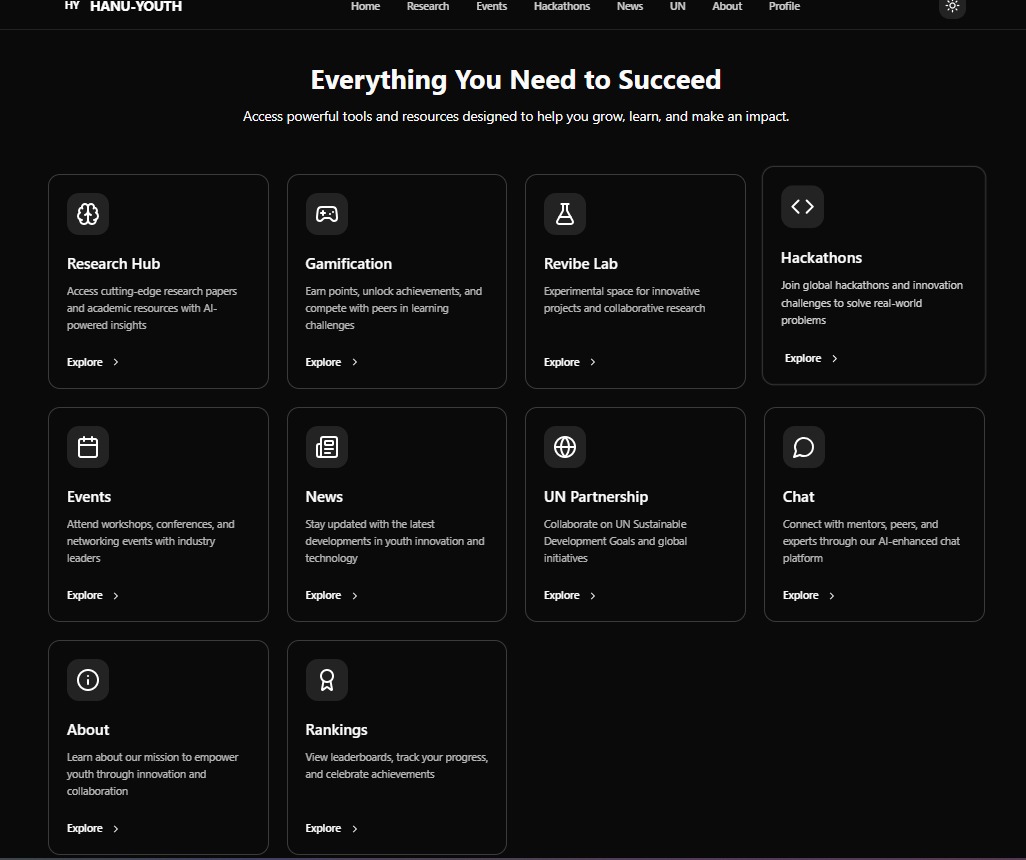 HY HANU-YOUTH Home Research Events Hackathons News UN About Profile
Everything You Need to Succeed
Access powerful tools and resources designed to help you grow, learn, and make an impact.
Research Hub
Access cutting-edge research papers
and academic resources with AI-
powered insights
Explore
Gamification
Earn points, unlock achievements, and
compete with peers in learning
challenges
Explore
Revibe Lab
Experimental space for innovative
projects and collaborative research
Explore
Hackathons
Join global hackathons and innovation
challenges to solve real-world
problems
Explore
Events
Attend workshops, conferences, and
networking events with industry
leaders
Explore
News
Stay updated with the latest
developments in youth innovation and
technology
Explore
UN Partnership
Collaborate on UN Sustainable
Development Goals and global
initiatives
Explore
Chat
Connect with mentors, peers, and
experts through our AI-enhanced chat
platform
Explore
About
Learn about our mission to empower
youth through innovation and
collaboration
Explore
Rankings
View leaderboards, track your progress,
and celebrate achievements
Explore